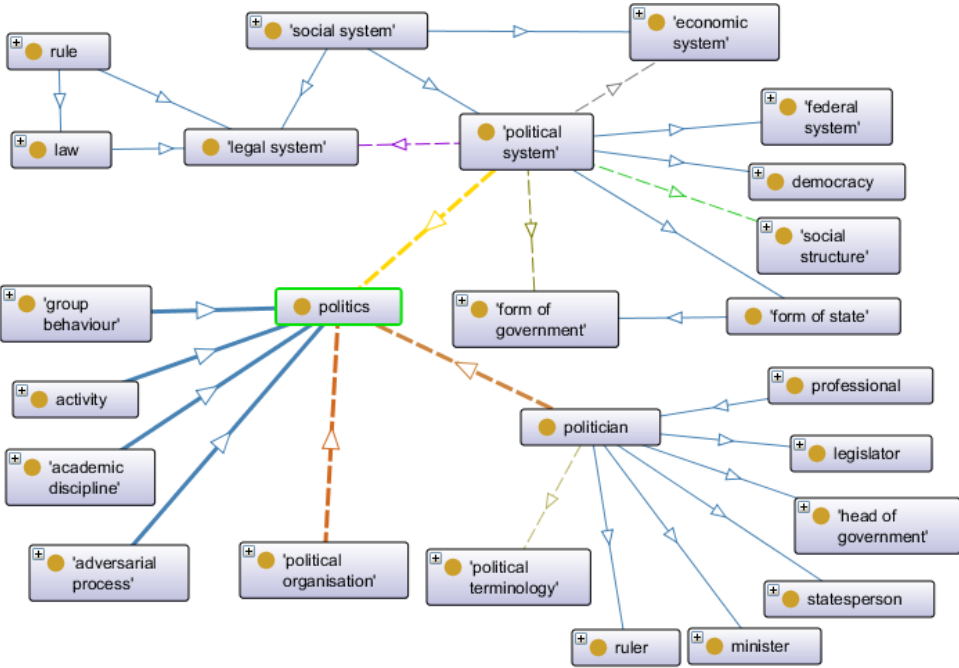 rule
'social system'
'economic
system'
law
'legal system'
'political
system'
'federal
system'
democracy
'social
structure'
'group
behaviour'
politics
'form of
government'
'form of state'
activity
professional
politician
legislator
'academic
discipline'
'head of
government'
'adversarial
process'
'political
organisation'
'political
terminology'
statesperson
ruler
minister